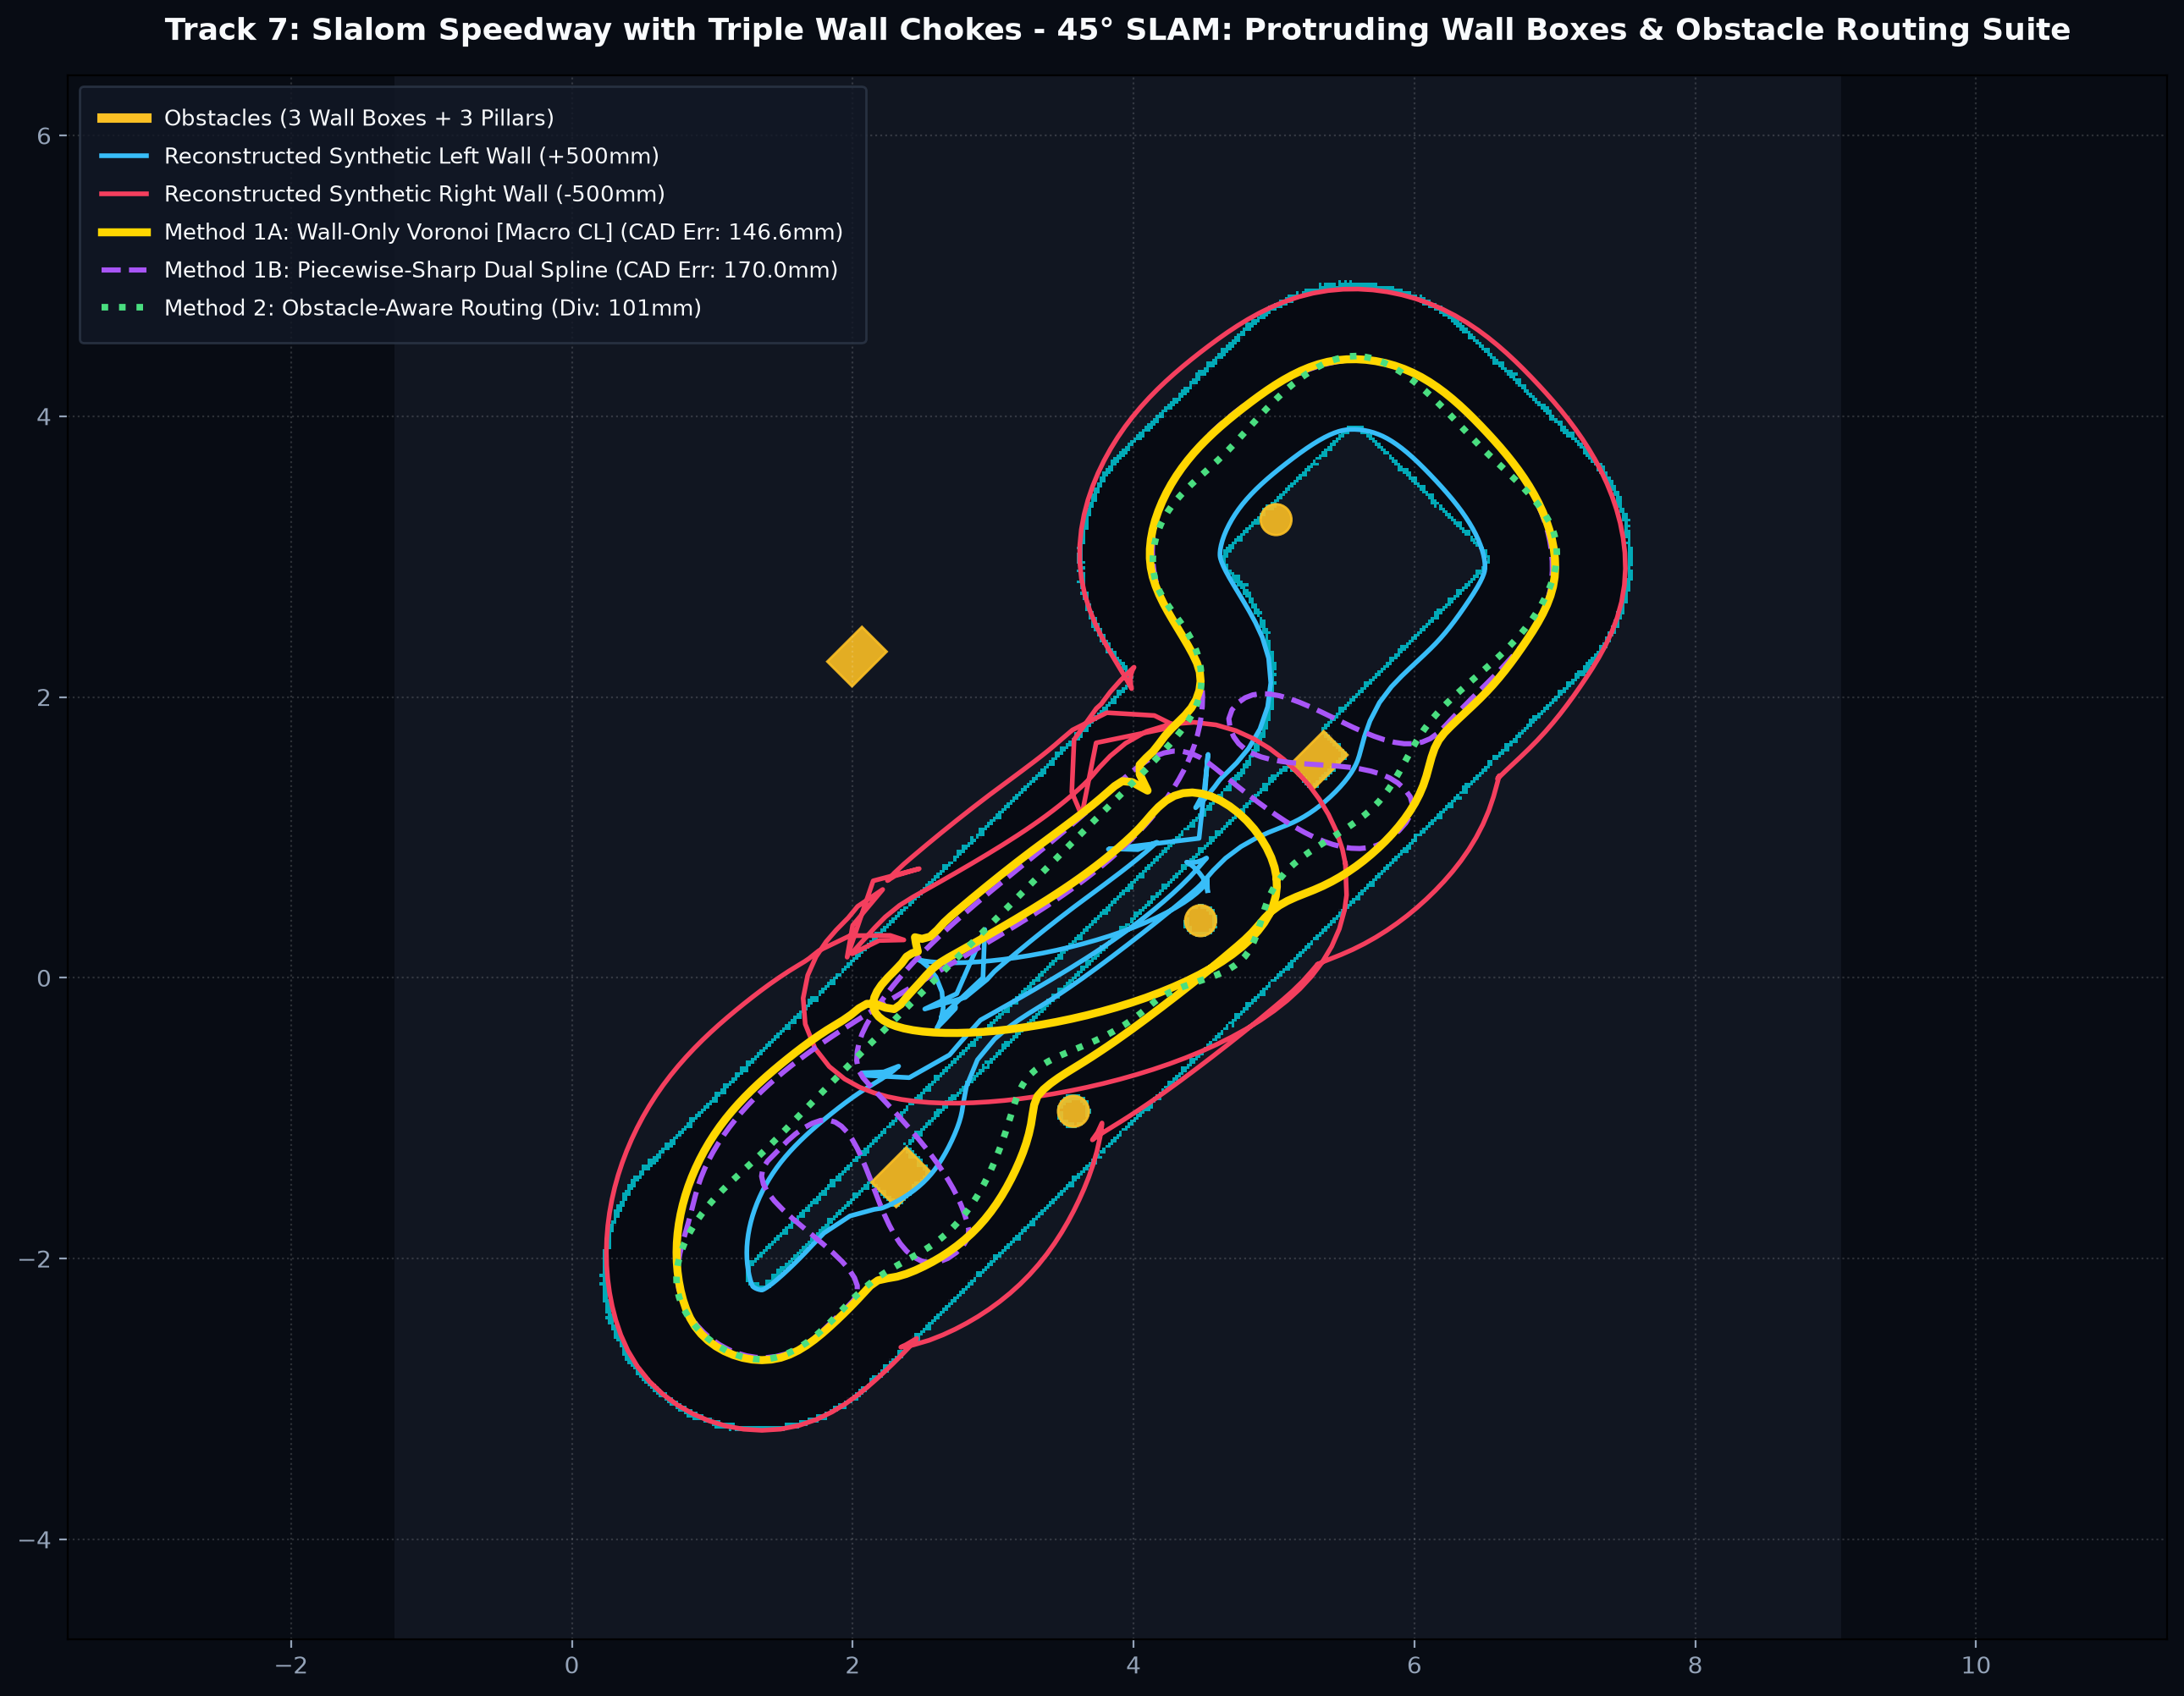 Track 7: Slalom Speedway with Triple Wall Chokes - 45° SLAM: Protruding Wall Boxes & Obstacle Routing Suite
Obstacles (3 Wall Boxes + 3 Pillars)
Reconstructed Synthetic Left Wall (+500mm)
Reconstructed Synthetic Right Wall (-500mm)
Method 1A: Wall-Only Voronoi [Macro CL] (CAD Err: 146.6mm)
Method 1B: Piecewise-Sharp Dual Spline (CAD Err: 170.0mm)
Method 2: Obstacle-Aware Routing (Div: 101mm)
6
4
2
0
−2
−4
−2
0
2
4
6
8
10